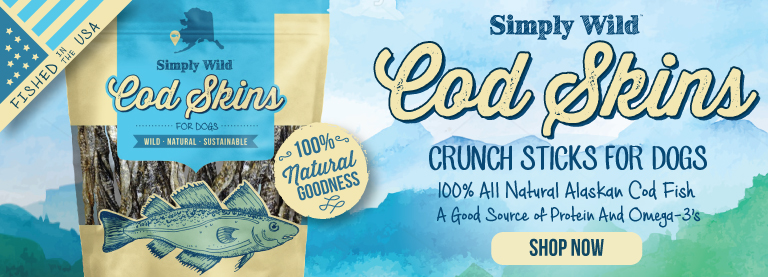 FISHED IN THE USA
Simply Wild
Cod Skins
FOR DOGS
WILD · NATURAL · SUSTAINABLE
100%
Natural
GOODNESS
Simply Wild
Cod Skins
CRUNCH STICKS FOR DOGS
100% All Natural Alaskan Cod Fish
A Good Source of Protein And Omega-3's
SHOP NOW